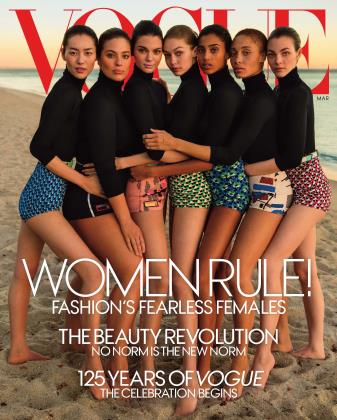 VOGUE
MAR
WOMEN RULE!
FASHION'S FEARLESS FEMALES
THE BEAUTY REVOLUTION
NO NORM IS THE NEW NORM
125 YEARS OF VOGUE
THE CELEBRATION BEGINS